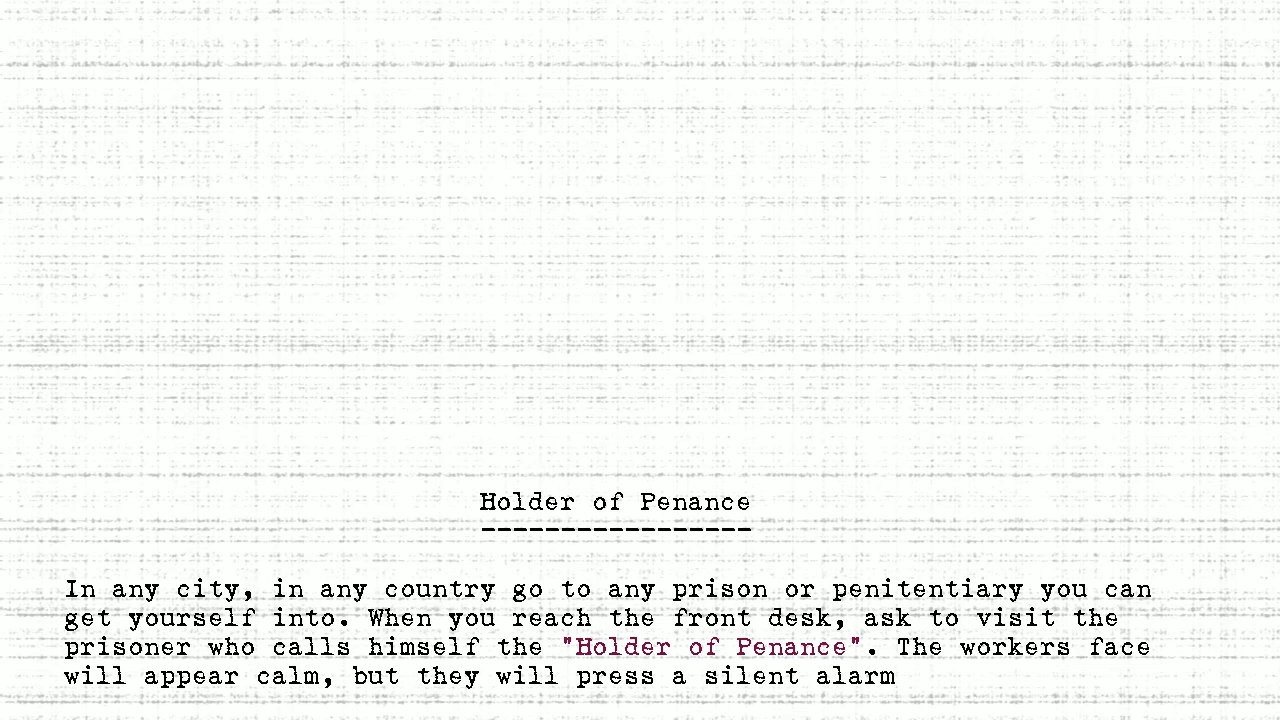 Holder of Penance
-----------------
In any city, in any country go to any prison or penitentiary you can
get yourself into. When you reach the front desk, ask to visit the
prisoner who calls himself the "Holder of Penance". The workers face
will appear calm, but they will press a silent alarm